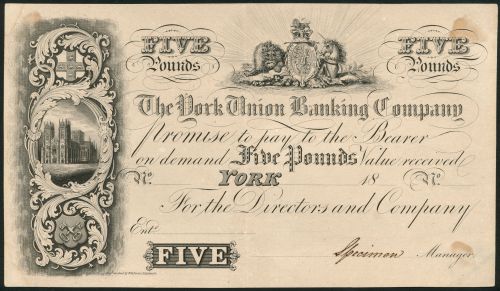 FIVE FIVE
Pounds Pounds
The York Union Banking Company
Promise to pay to the Bearer
on demand Five Pounds Value received
No. YORK 18 No.
For the Directors and Company
Entd.
FIVE Specimen Manager.